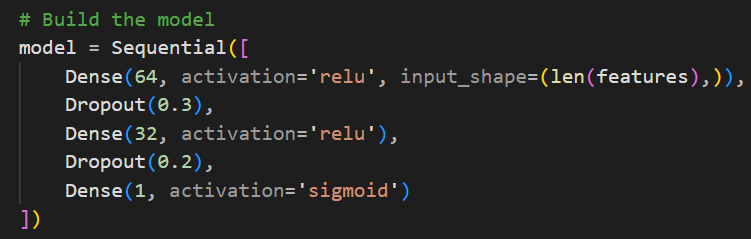 # Build the model
model = Sequential([
    Dense(64, activation='relu', input_shape=(len(features),)),
    Dropout(0.3),
    Dense(32, activation='relu'),
    Dropout(0.2),
    Dense(1, activation='sigmoid')
])